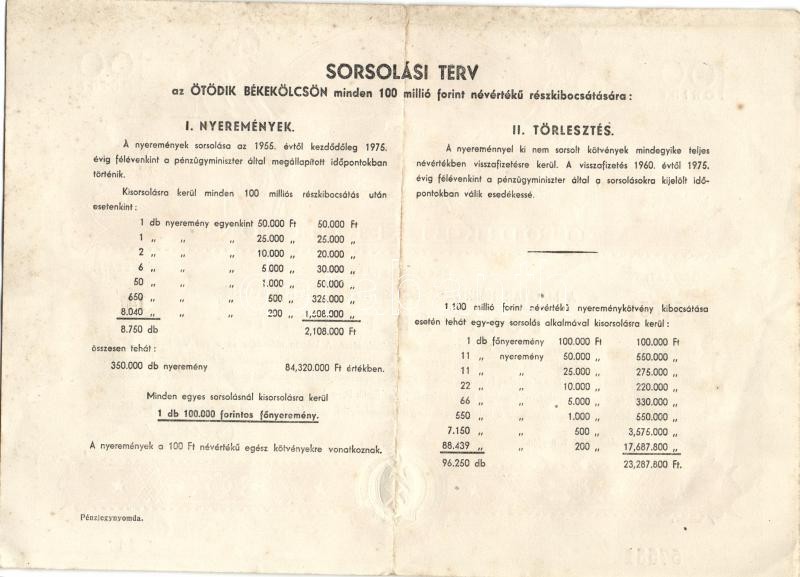 SORSOLÁSI TERV
az ÖTÖDIK BÉKEKÖLCSÖN minden 100 millió forint névértékű részkibocsátására:
I. NYEREMÉNYEK.
A nyeremények sorsolása az 1955. évtől kezdődőleg 1975.
évig félévenkint a pénzügyminiszter által megállapított időpontokban
történik.
Kisorsolásra kerül minden 100 milliós részkibocsátás után
esetenkint:
1 db nyeremény egyenkint 50.000 Ft 50.000 Ft
1 „ „ „ 25.000 „ 25.000 „
2 „ „ „ 10.000 „ 20.000 „
6 „ „ „ 5.000 „ 30.000 „
50 „ „ „ 1.000 „ 50.000 „
650 „ „ „ 500 „ 325.000 „
8.040 „ „ „ 200 „ 1,608.000 „
8.750 db 2,108.000 Ft
összesen tehát:
350.000 db nyeremény 84,320.000 Ft értékben.
Minden egyes sorsolásnál kisorsolásra kerül
1 db 100.000 forintos főnyeremény.
A nyeremények a 100 Ft névértékű egész kötvényekre vonatkoznak.
Pénzjegynyomda.
II. TÖRLESZTÉS.
A nyereménnyel ki nem sorsolt kötvények mindegyike teljes
névértékben visszafizetésre kerül. A visszafizetés 1960. évtől 1975.
évig félévenkint a pénzügyminiszter által a sorsolásokra kijelölt idő-
pontokban válik esedékessé.
1.100 millió forint névértékű nyereménykötvény kibocsátása
esetén tehát egy-egy sorsolás alkalmával kisorsolásra kerül:
1 db főnyeremény 100.000 Ft 100.000 Ft
11 „ nyeremény 50.000 „ 550.000 „
11 „ „ 25.000 „ 275.000 „
22 „ „ 10.000 „ 220.000 „
66 „ „ 5.000 „ 330.000 „
550 „ „ 1.000 „ 550.000 „
7.150 „ „ 500 „ 3,575.000 „
88.439 „ „ 200 „ 17,687.800 „
96.250 db 23,287.800 Ft.